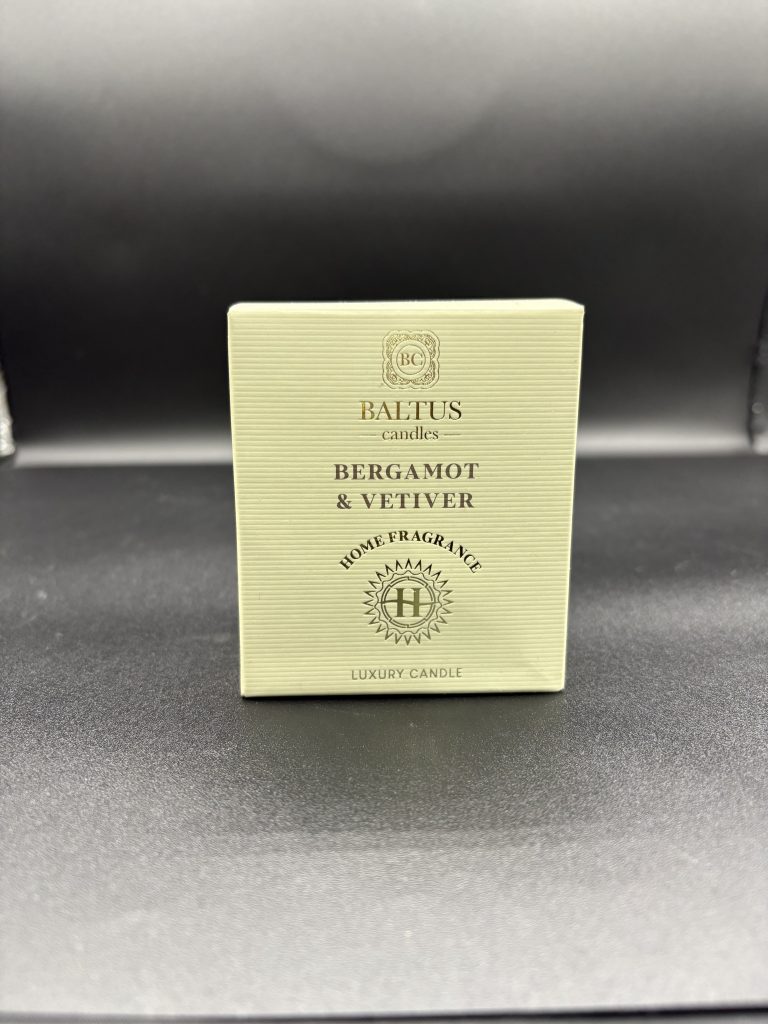 BC
BALTUS
candles
BERGAMOT
& VETIVER
HOME FRAGRANCE
H
LUXURY CANDLE